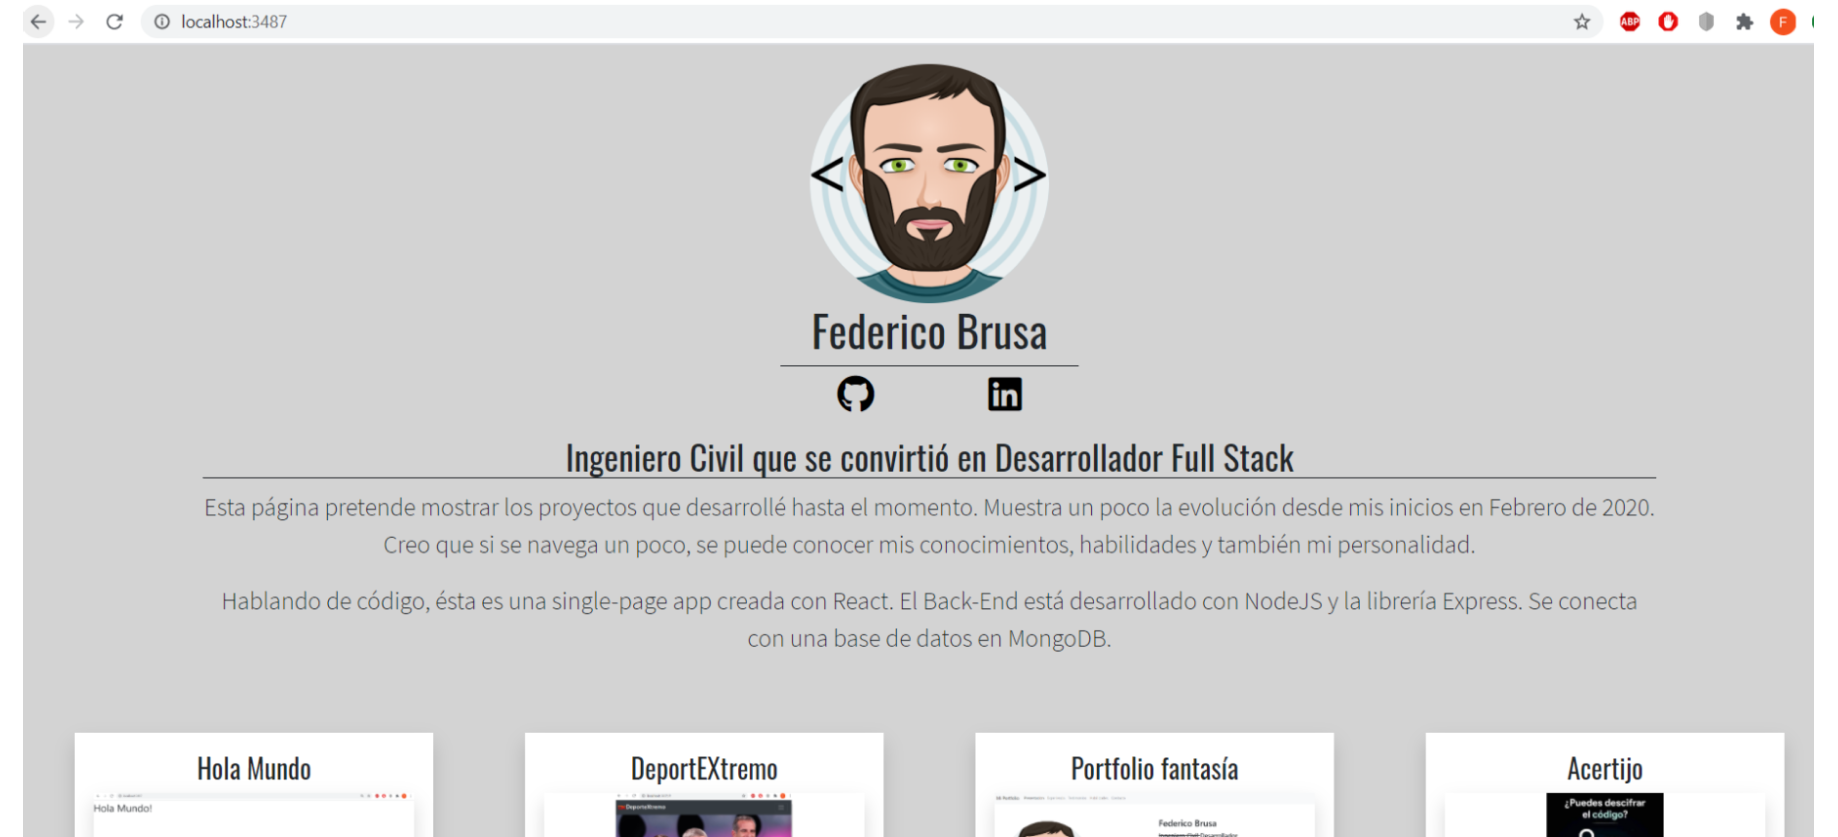 localhost:3487
ABP
F
< >
Federico Brusa
in
Ingeniero Civil que se convirtió en Desarrollador Full Stack
Esta página pretende mostrar los proyectos que desarrollé hasta el momento. Muestra un poco la evolución desde mis inicios en Febrero de 2020.
Creo que si se navega un poco, se puede conocer mis conocimientos, habilidades y también mi personalidad.
Hablando de código, ésta es una single-page app creada con React. El Back-End está desarrollado con NodeJS y la librería Express. Se conecta
con una base de datos en MongoDB.
Hola Mundo
DeportEXtremo
Portfolio fantasía
Acertijo
Hola Mundo!
DeporteXtremo
Federico Brusa
Ingeniero Civil Desarrollador
¿Puedes descifrar
el código?